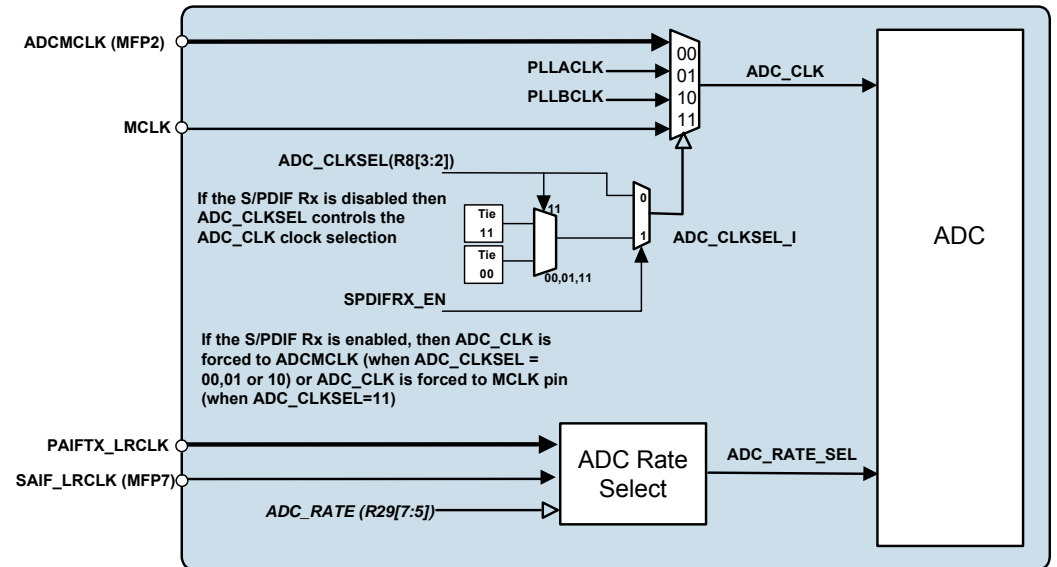 ADCMCLK (MFP2)
PLLACLK
PLLBCLK
MCLK
00
01
10
11
ADC_CLK
ADC_CLKSEL(R8[3:2])
If the S/PDIF Rx is disabled then
ADC_CLKSEL controls the
ADC_CLK clock selection
Tie
11
Tie
00
11
00,01,11
0
1
ADC_CLKSEL_I
SPDIFRX_EN
ADC
If the S/PDIF Rx is enabled, then ADC_CLK is
forced to ADCMCLK (when ADC_CLKSEL =
00,01 or 10) or ADC_CLK is forced to MCLK pin
(when ADC_CLKSEL=11)
PAIFTX_LRCLK
SAIF_LRCLK (MFP7)
ADC_RATE (R29[7:5])
ADC Rate
Select
ADC_RATE_SEL